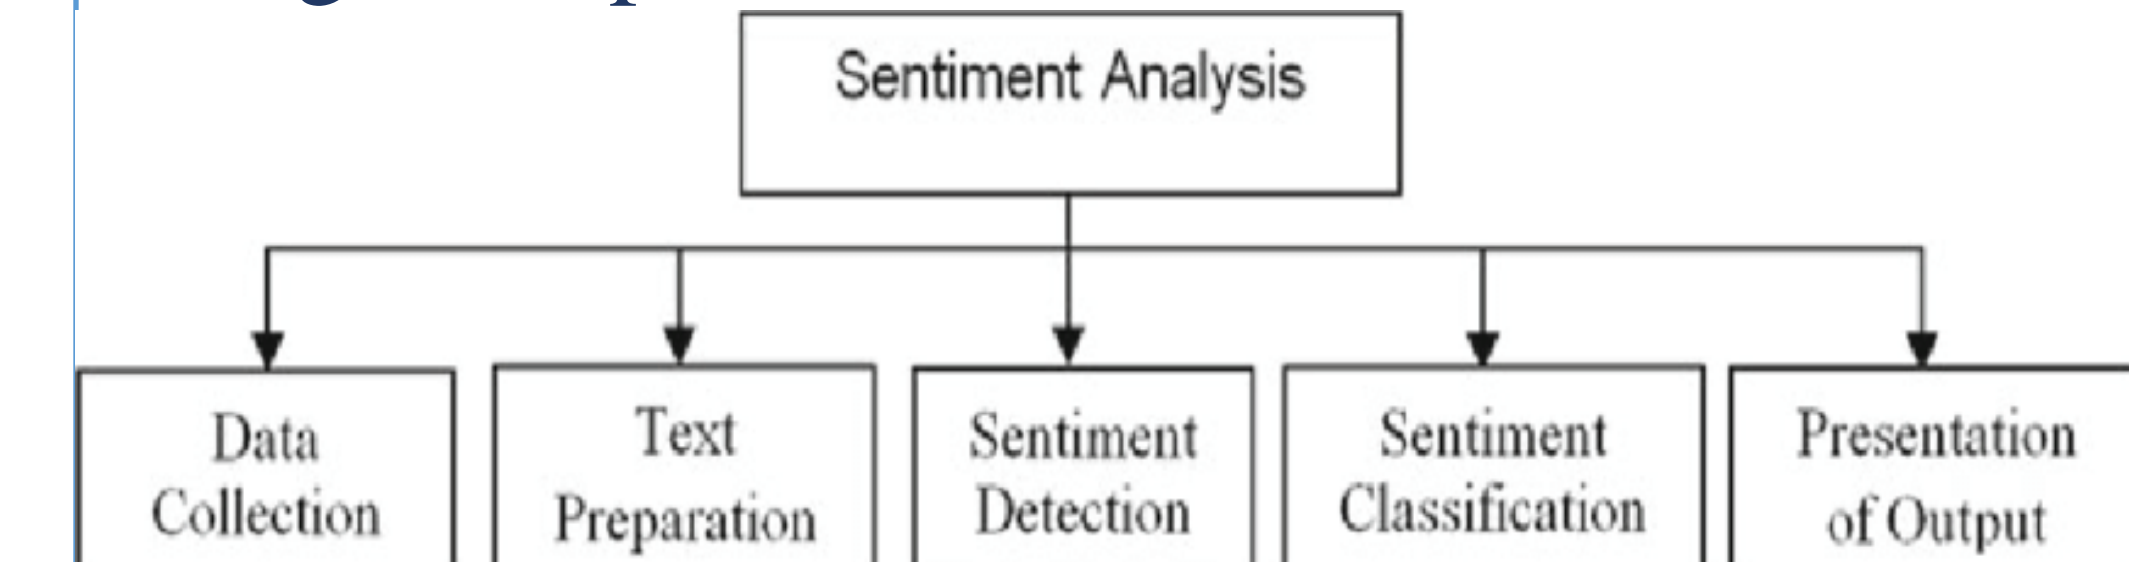 Sentiment Analysis
Data
Collection
Text
Preparation
Sentiment
Detection
Sentiment
Classification
Presentation
of Output